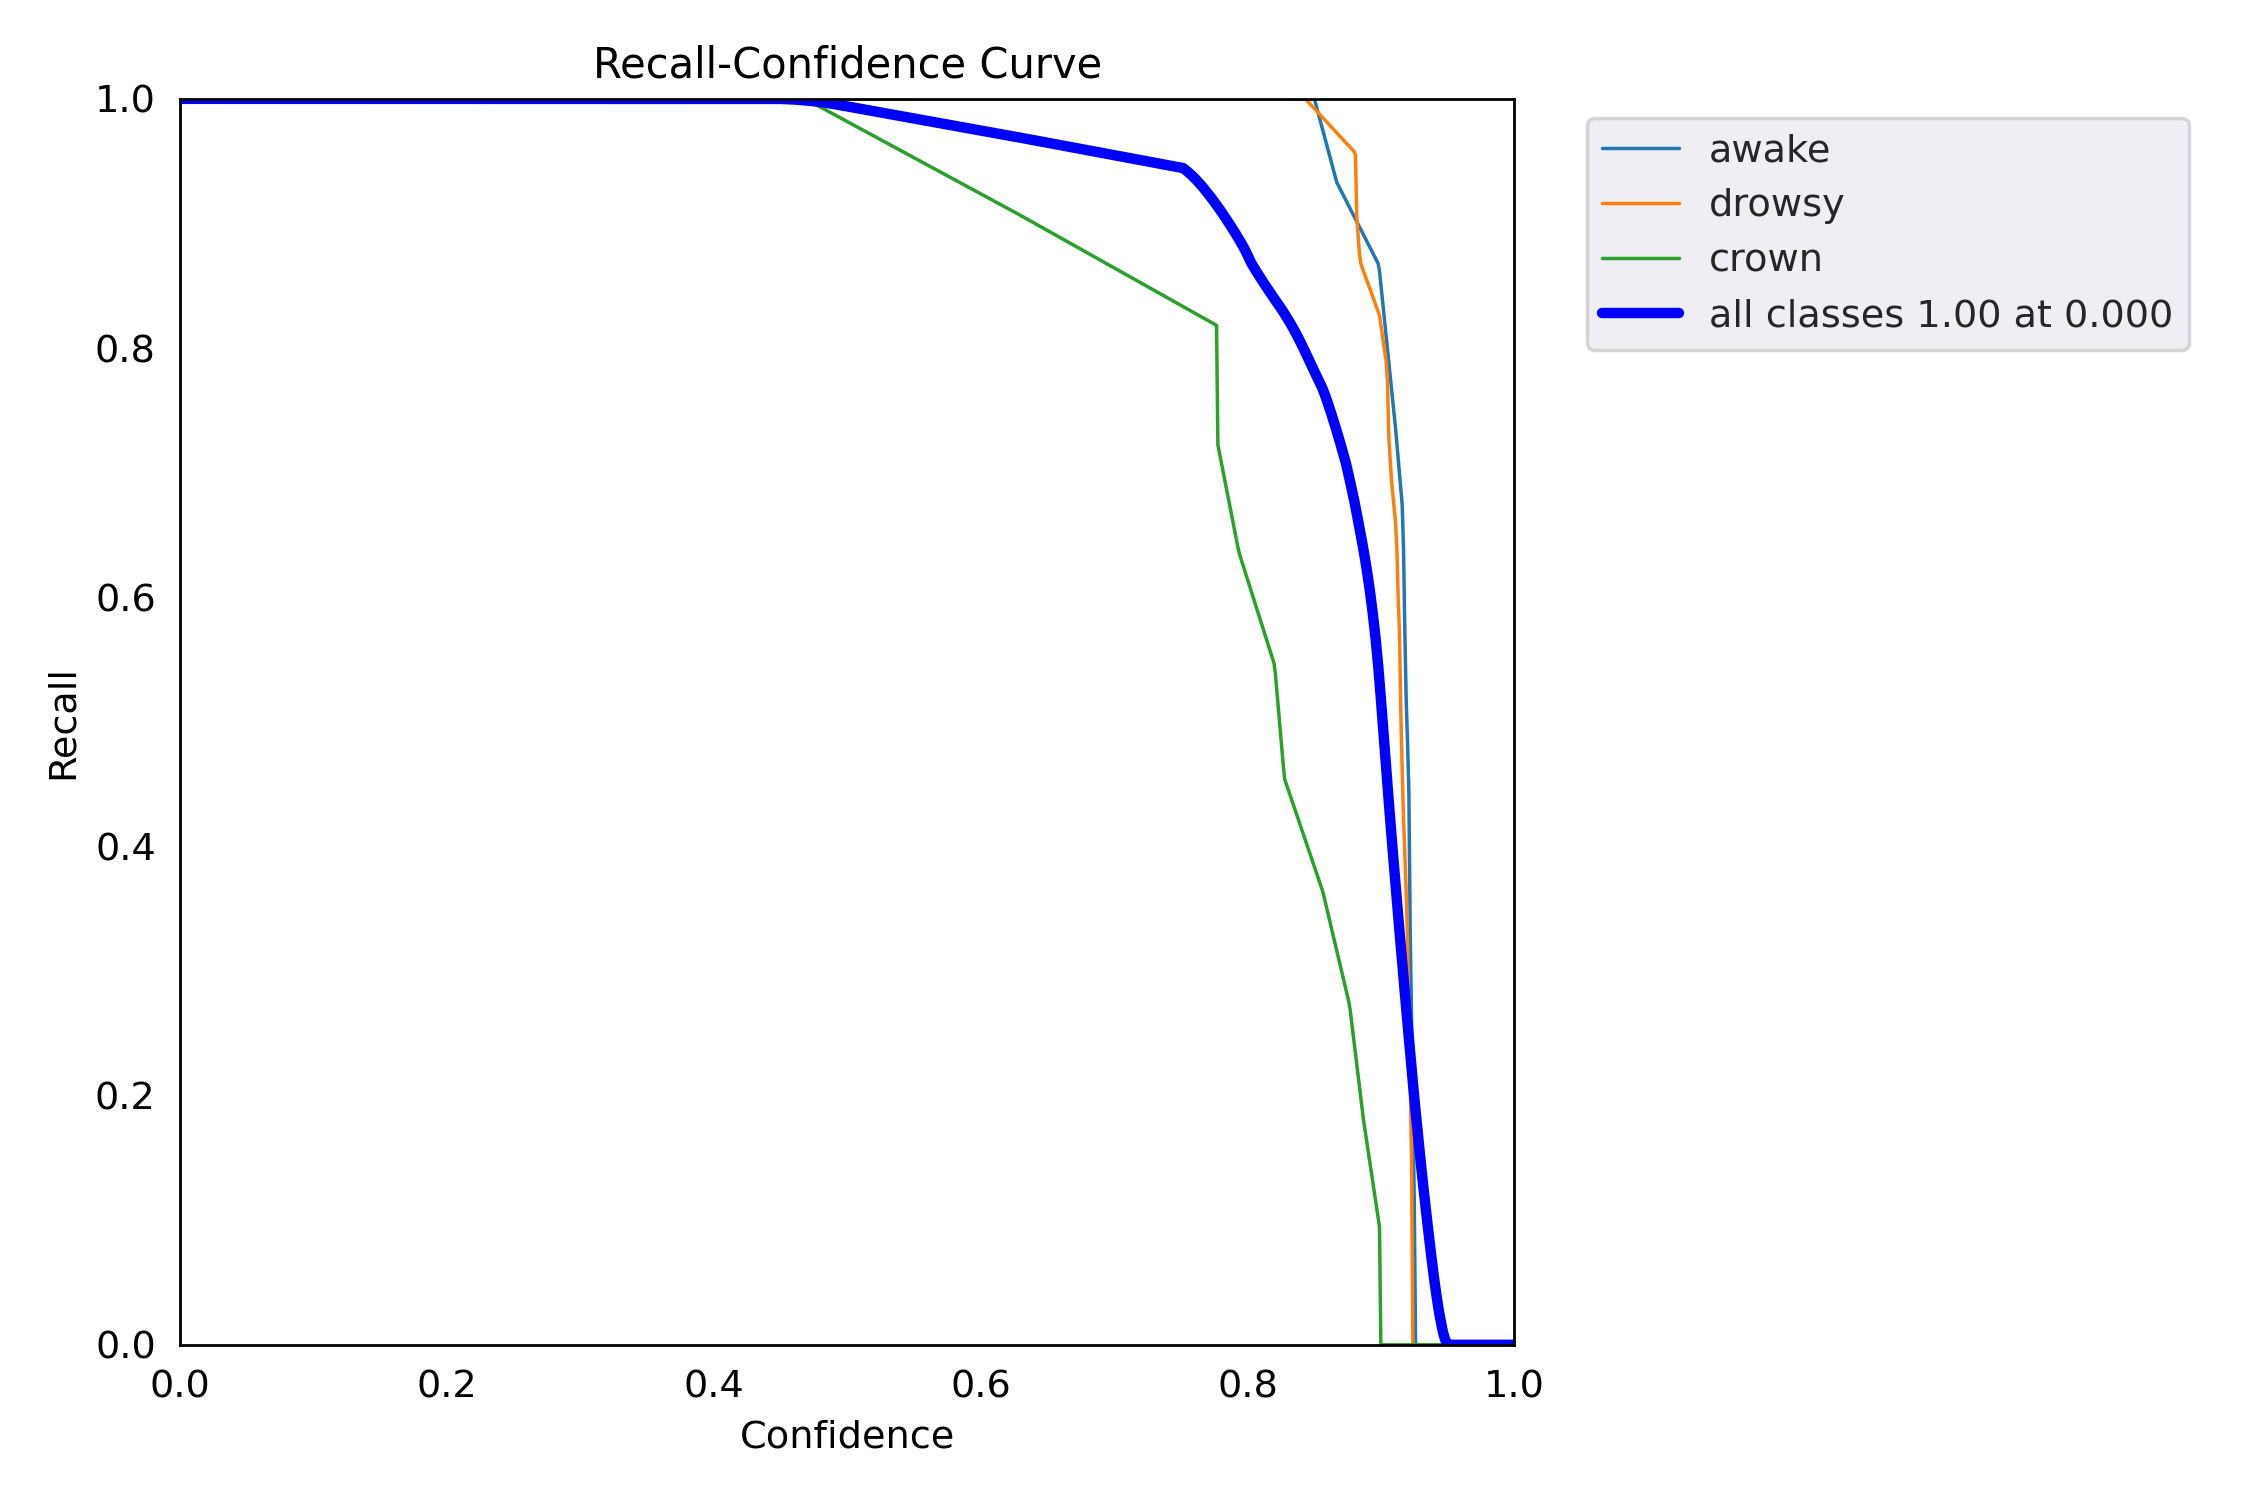 Recall-Confidence Curve
1.0
0.8
0.6
0.4
0.2
0.0
Recall
0.0 0.2 0.4 0.6 0.8 1.0
Confidence
awake
drowsy
crown
all classes 1.00 at 0.000